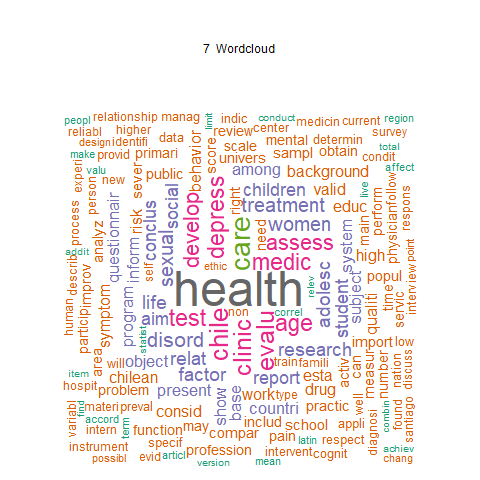 7 Wordcloud
peopl relationship manag indic limit conduct medicin current region
reliabl higher data score review center survey
design identifi behavior scale mental determin total
make provid primari univers sampl obtain condit affect
valu sever public among background live
experi person new risk social depress children valid follow
process analyz questionnair inform self conclus sexual develop care right need treatment educ perform physician respons
addit women main
describ improv symptom program ethic assess system high point
human particip medic adolesc subject popul time servic interview
health relev
life non correl student qualiti
area aim statist test chile clinic evalu age import low
disord research
item will object relat train famili activ can measur number nation discuss
hospit chilean factor report esta drug
problem present show base work type well
variabl find materi preval consid countri practic combin found santiago
accord term may includ school appli diagnosi
intern function compar pain latin respect
instrument specif profession intervent cognit achiev
possibl evid articl version mean chang